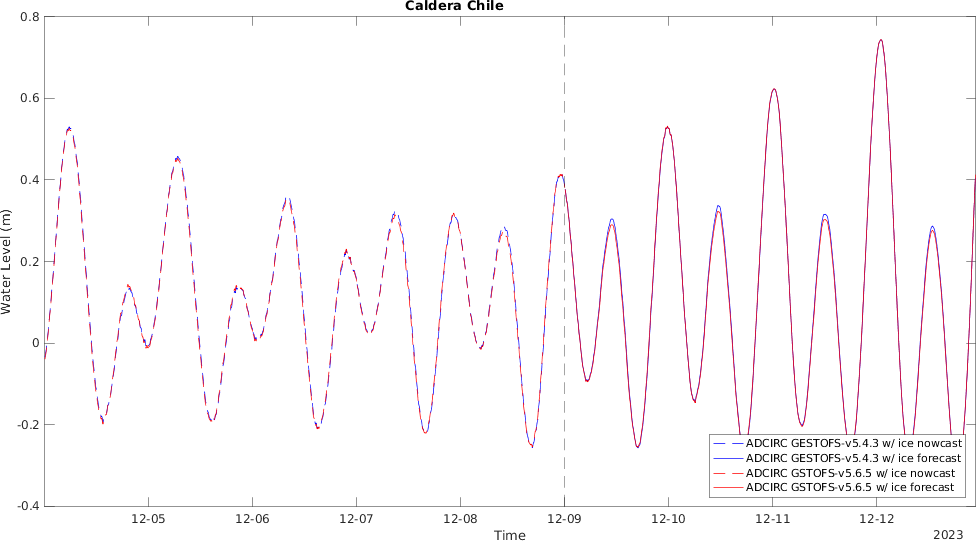 Caldera Chile
0.8
0.6
0.4
0.2
0
-0.2
-0.4
Water Level (m)
12-05 12-06 12-07 12-08 12-09 12-10 12-11 12-12
Time
2023
ADCIRC GESTOFS-v5.4.3 w/ ice nowcast
ADCIRC GESTOFS-v5.4.3 w/ ice forecast
ADCIRC GSTOFS-v5.6.5 w/ ice nowcast
ADCIRC GSTOFS-v5.6.5 w/ ice forecast